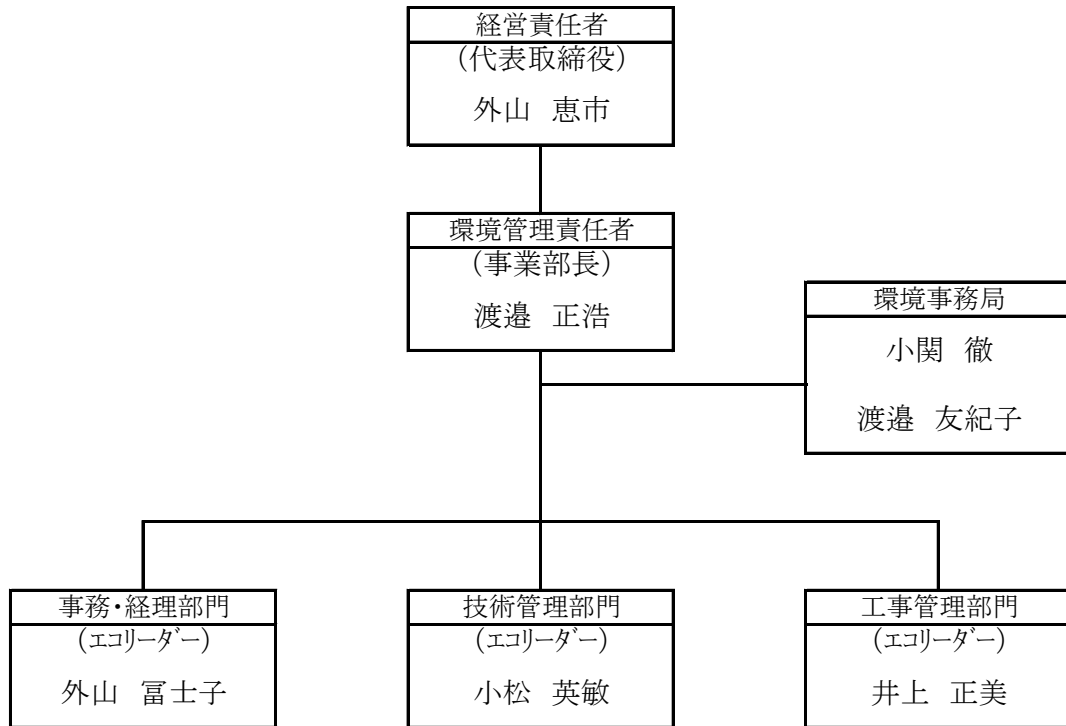 経営責任者
(代表取締役)
外山 恵市
環境管理責任者
(事業部長)
渡邉 正浩
環境事務局
小関 徹
渡邉 友紀子
事務・経理部門
(エコリーダー)
外山 冨士子
技術管理部門
(エコリーダー)
小松 英敏
工事管理部門
(エコリーダー)
井上 正美